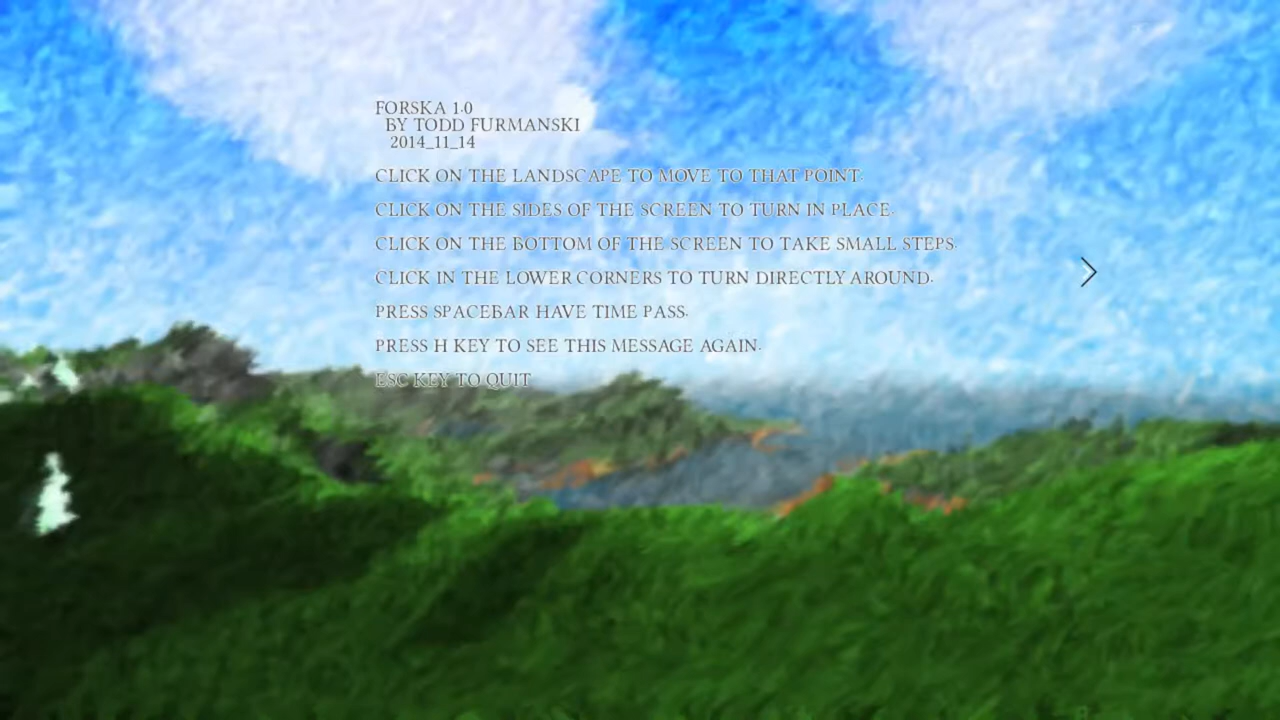 FORSKA 1.0
BY TODD FURMANSKI
2014_11_14
CLICK ON THE LANDSCAPE TO MOVE TO THAT POINT.
CLICK ON THE SIDES OF THE SCREEN TO TURN IN PLACE.
CLICK ON THE BOTTOM OF THE SCREEN TO TAKE SMALL STEPS.
CLICK IN THE LOWER CORNERS TO TURN DIRECTLY AROUND.
PRESS SPACEBAR HAVE TIME PASS.
PRESS H KEY TO SEE THIS MESSAGE AGAIN.
ESC KEY TO QUIT